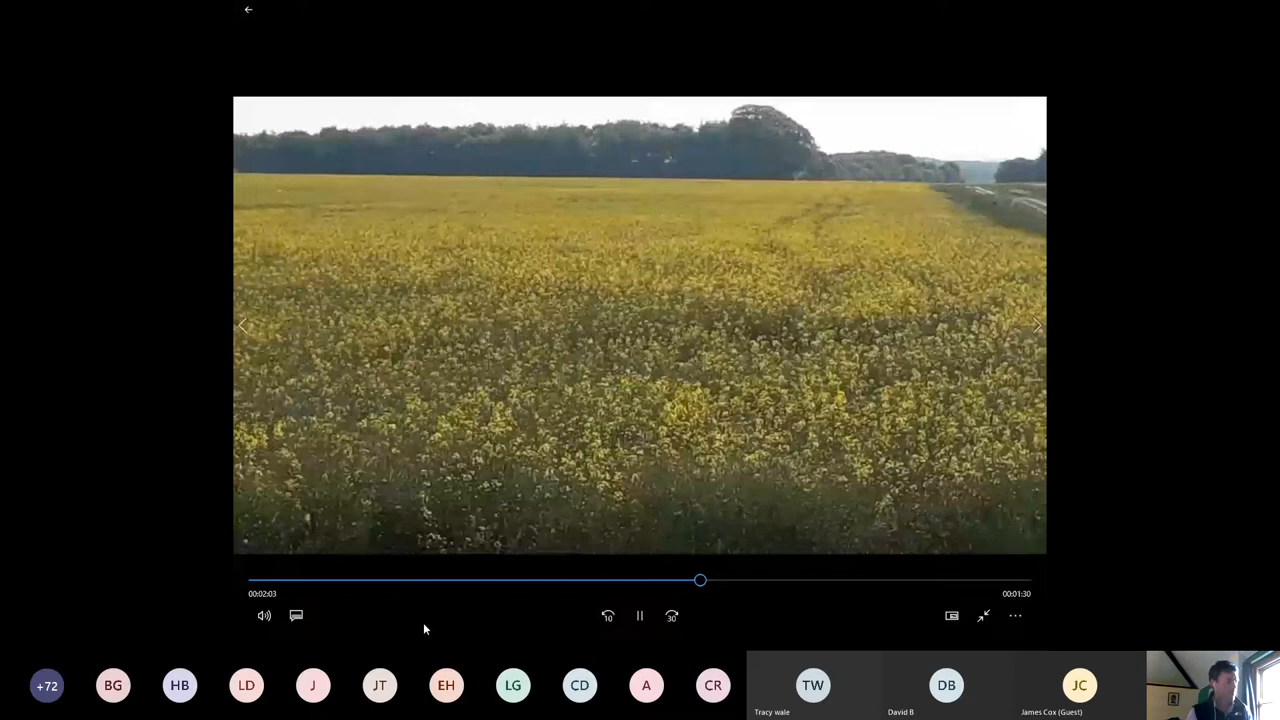 00:02:03
00:01:30
10
30
+72
BG
HB
LD
J
JT
EH
LG
CD
A
CR
TW
DB
JC
Tracy wale
David B
James Cox (Guest)